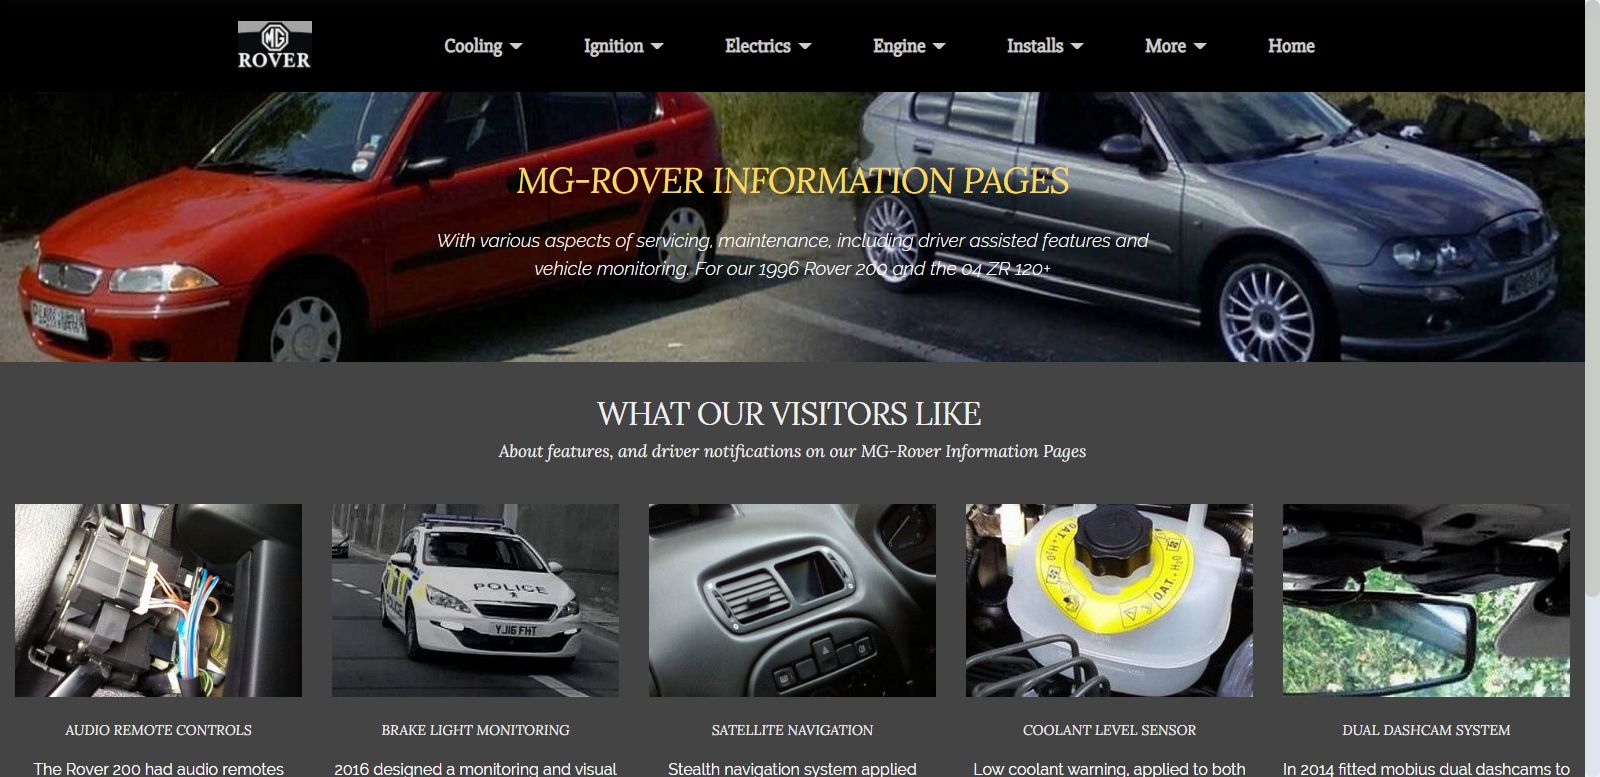 MG
ROVER
Cooling
Ignition
Electrics
Engine
Installs
More
Home
MG-ROVER INFORMATION PAGES
With various aspects of servicing, maintenance, including driver assisted features and
vehicle monitoring. For our 1996 Rover 200 and the 04 ZR 120+
WHAT OUR VISITORS LIKE
About features, and driver notifications on our MG-Rover Information Pages
POLICE
YJ16 FHT
OAT. + H₂O
OAT. + H₂O
AUDIO REMOTE CONTROLS
BRAKE LIGHT MONITORING
SATELLITE NAVIGATION
COOLANT LEVEL SENSOR
DUAL DASHCAM SYSTEM
The Rover 200 had audio remotes
2016 designed a monitoring and visual
Stealth navigation system applied
Low coolant warning, applied to both
In 2014 fitted mobius dual dashcams to